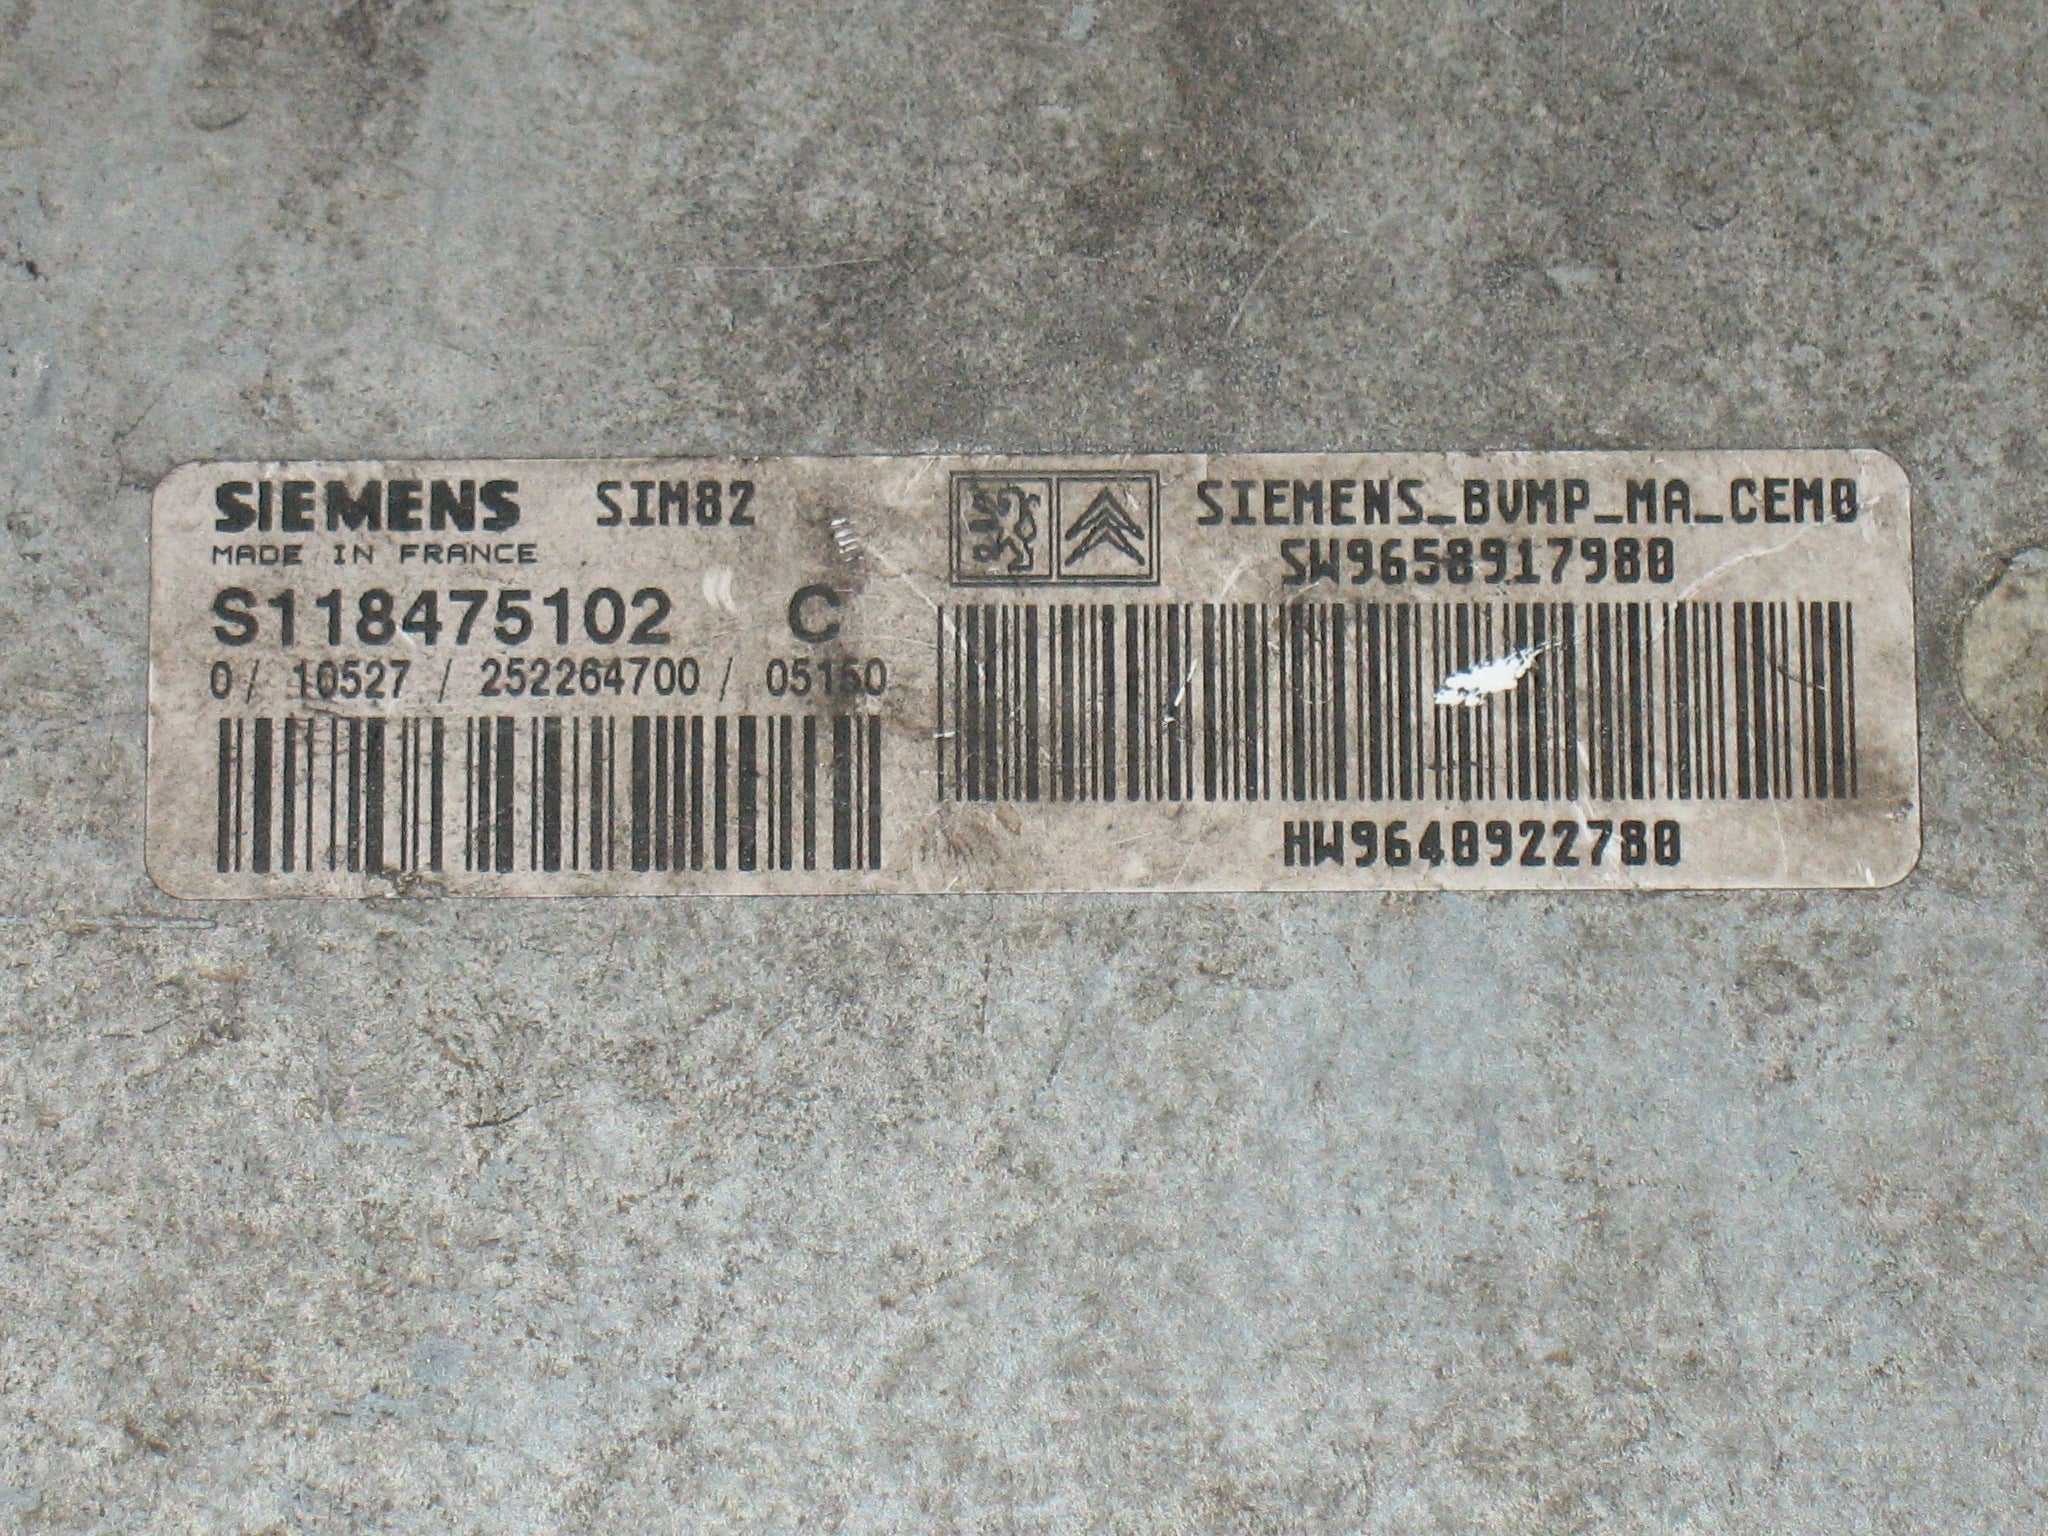 SIEMENS SIM82
MADE IN FRANCE
S118475102 C
0/ 10527 / 252264700 / 05150
SIEMENS_BVMP_MA_CEM0
SW9658917980
HW9640922780